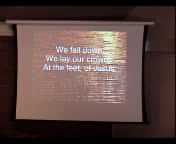 We fall down,
We lay our crowns
At the feet, of Jesus.